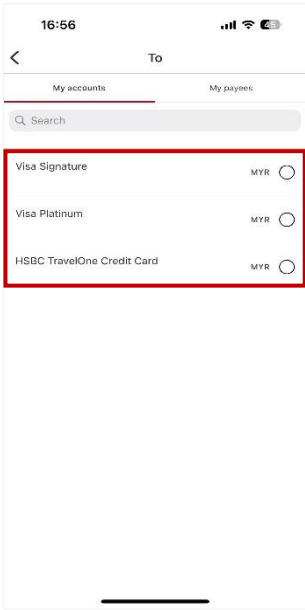 16:56
45
To
My accounts
My payees
Search
Visa Signature
MYR
Visa Platinum
MYR
HSBC TravelOne Credit Card
MYR